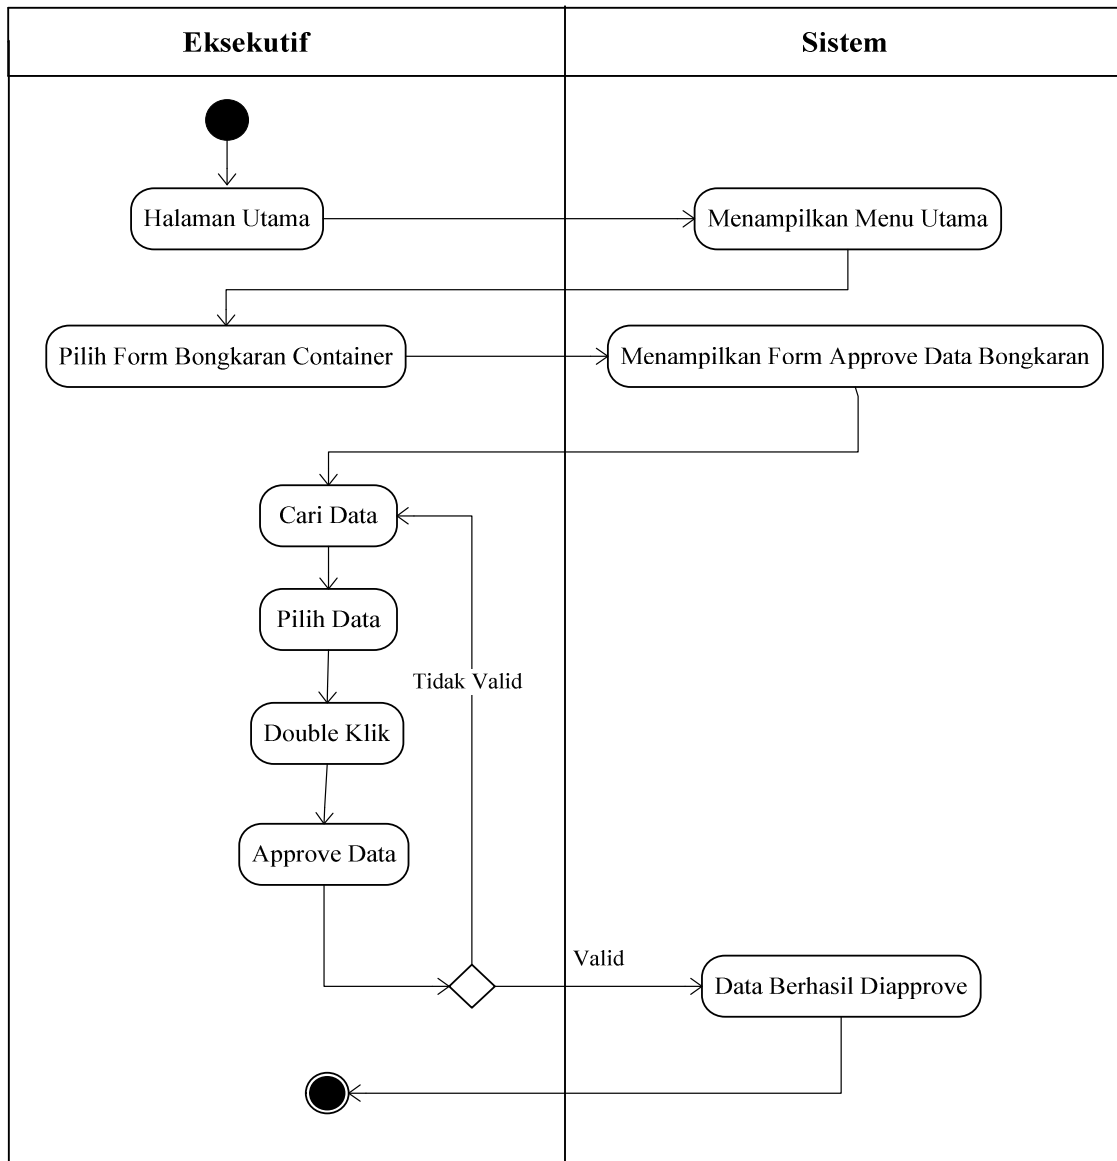 Eksekutif
Sistem
Halaman Utama
Menampilkan Menu Utama
Pilih Form Bongkaran Container
Menampilkan Form Approve Data Bongkaran
Cari Data
Pilih Data
Tidak Valid
Double Klik
Approve Data
Valid
Data Berhasil Diapprove